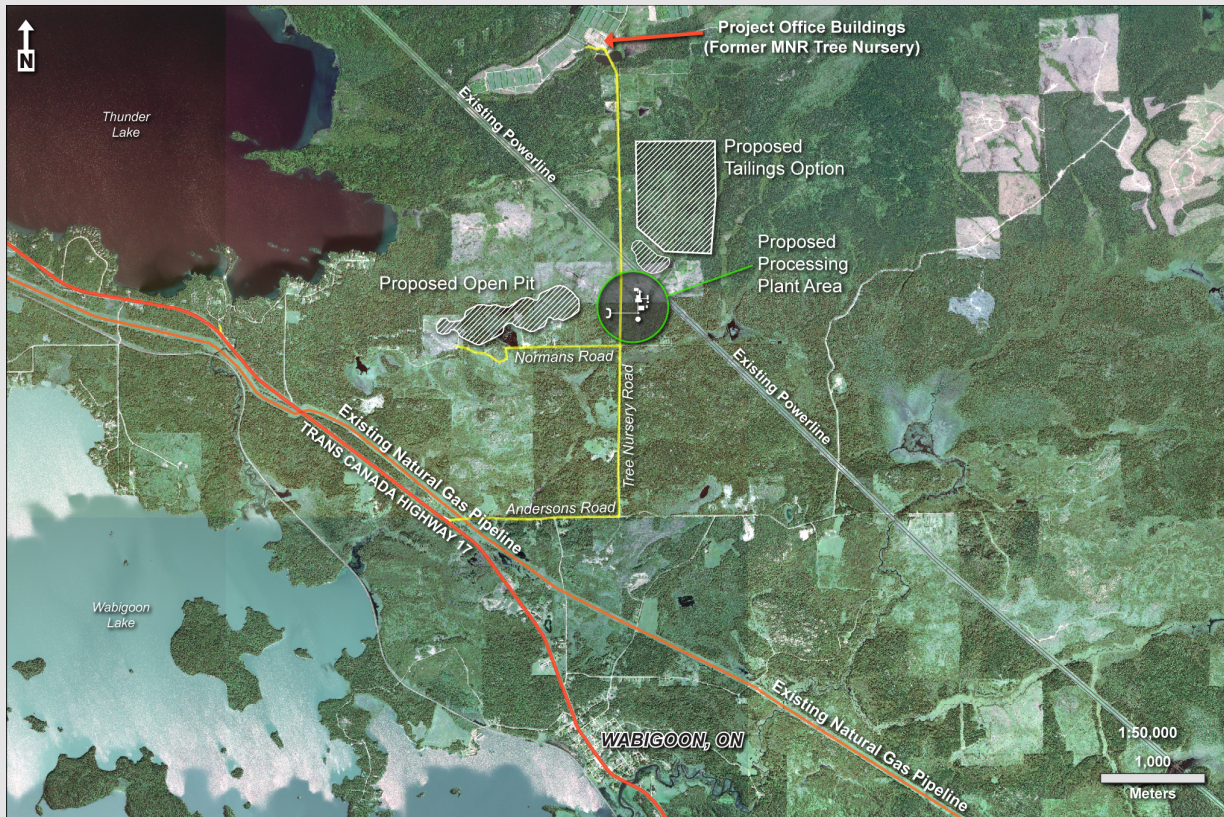 N
Project Office Buildings
(Former MNR Tree Nursery)
Thunder
Lake
Existing Powerline
Proposed
Tailings Option
Proposed
Processing
Plant Area
Proposed Open Pit
Normans Road
Tree Nursery Road
Existing Powerline
Existing Natural Gas Pipeline
TRANS CANADA HIGHWAY 17
Andersons Road
Wabigoon
Lake
Existing Natural Gas Pipeline
WABIGOON, ON
1:50,000
1,000
Meters